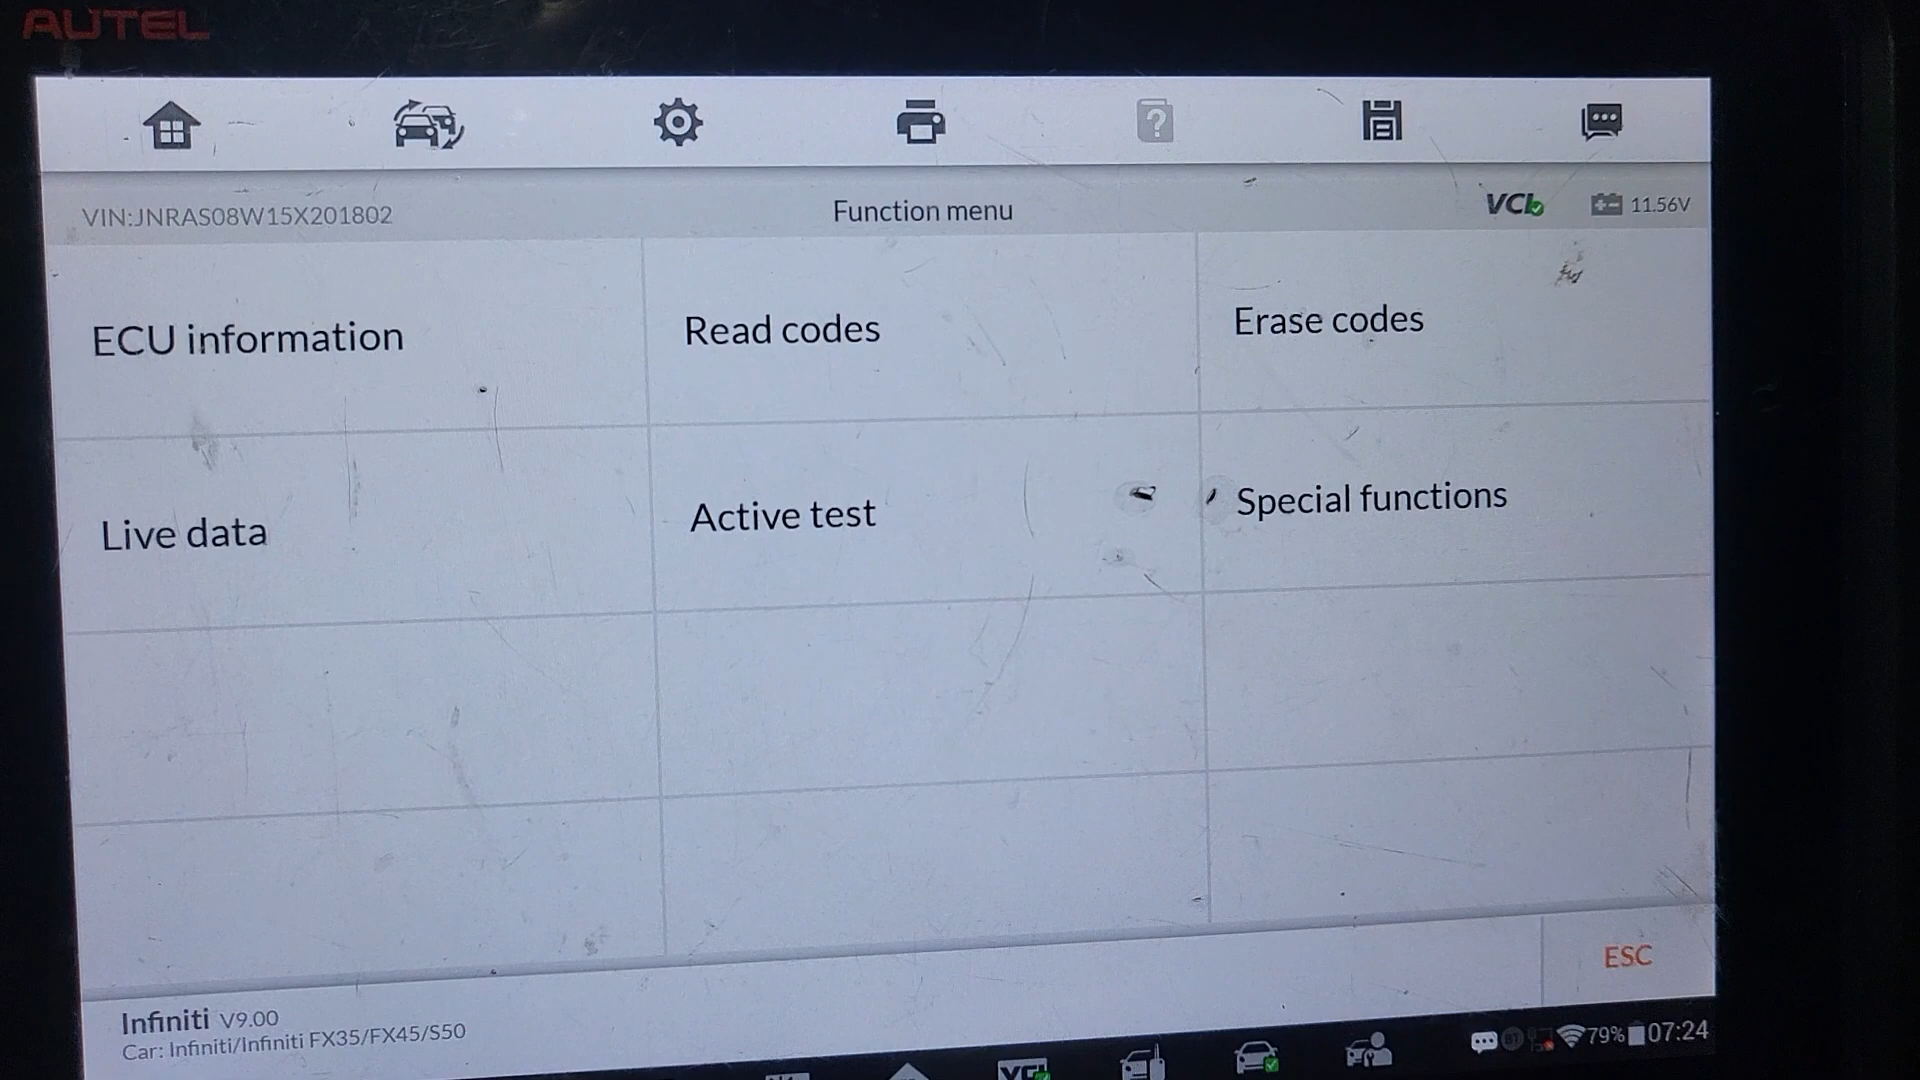 AUTEL
VIN:JNRAS08W15X201802
Function menu
VCI
11.56V
ECU information
Read codes
Erase codes
Live data
Active test
Special functions
ESC
Infiniti V9.00
Car: Infiniti/Infiniti FX35/FX45/S50
VCI
79%
07:24